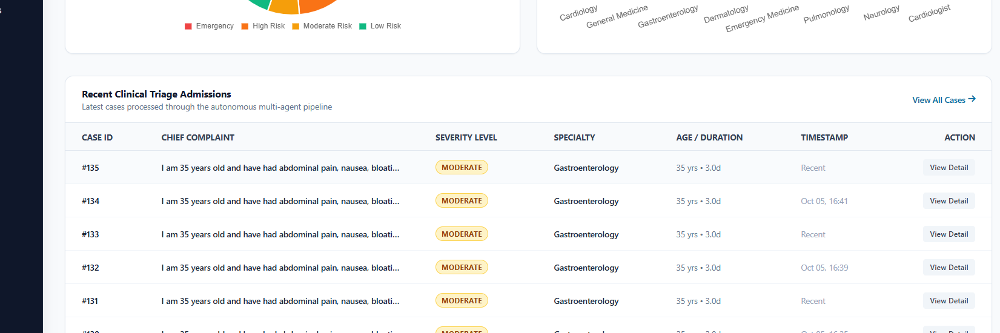 s
Emergency High Risk Moderate Risk Low Risk
Cardiology General Medicine Gastroenterology Dermatology Emergency Medicine Pulmonology Neurology Cardiologist
Recent Clinical Triage Admissions
Latest cases processed through the autonomous multi-agent pipeline
View All Cases →
CASE ID CHIEF COMPLAINT SEVERITY LEVEL SPECIALTY AGE / DURATION TIMESTAMP ACTION
#135 I am 35 years old and have had abdominal pain, nausea, bloati... MODERATE Gastroenterology 35 yrs • 3.0d Recent View Detail
#134 I am 35 years old and have had abdominal pain, nausea, bloati... MODERATE Gastroenterology 35 yrs • 3.0d Oct 05, 16:41 View Detail
#133 I am 35 years old and have had abdominal pain, nausea, bloati... MODERATE Gastroenterology 35 yrs • 3.0d Recent View Detail
#132 I am 35 years old and have had abdominal pain, nausea, bloati... MODERATE Gastroenterology 35 yrs • 3.0d Oct 05, 16:39 View Detail
#131 I am 35 years old and have had abdominal pain, nausea, bloati... MODERATE Gastroenterology 35 yrs • 3.0d Recent View Detail